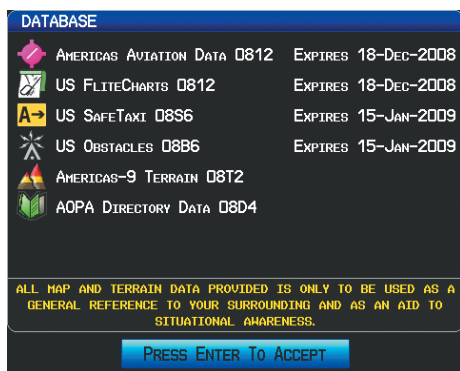 DATABASE
AMERICAS AVIATION DATA 0812 EXPIRES 18-DEC-2008
US FLITECHARTS 0812 EXPIRES 18-DEC-2008
A→ US SAFETAXI 08S6 EXPIRES 15-JAN-2009
US OBSTACLES 08B6 EXPIRES 15-JAN-2009
AMERICAS-9 TERRAIN 08T2
AOPA DIRECTORY DATA 08D4
ALL MAP AND TERRAIN DATA PROVIDED IS ONLY TO BE USED AS A
GENERAL REFERENCE TO YOUR SURROUNDING AND AS AN AID TO
SITUATIONAL AWARENESS.
PRESS ENTER TO ACCEPT